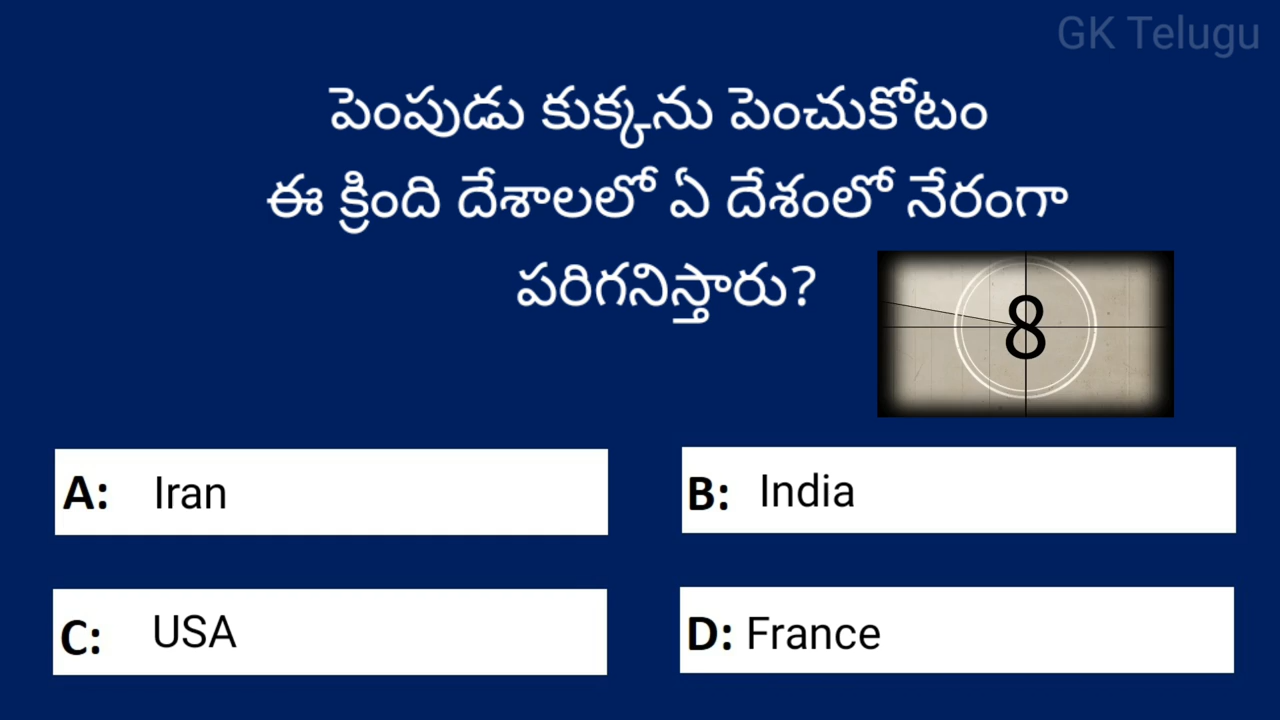 GK Telugu
పెంపుడు కుక్కను పెంచుకోటం
ఈ క్రింది దేశాలలో ఏ దేశంలో నేరంగా
పరిగనిస్తారు?
8
A: Iran
B: India
C: USA
D: France